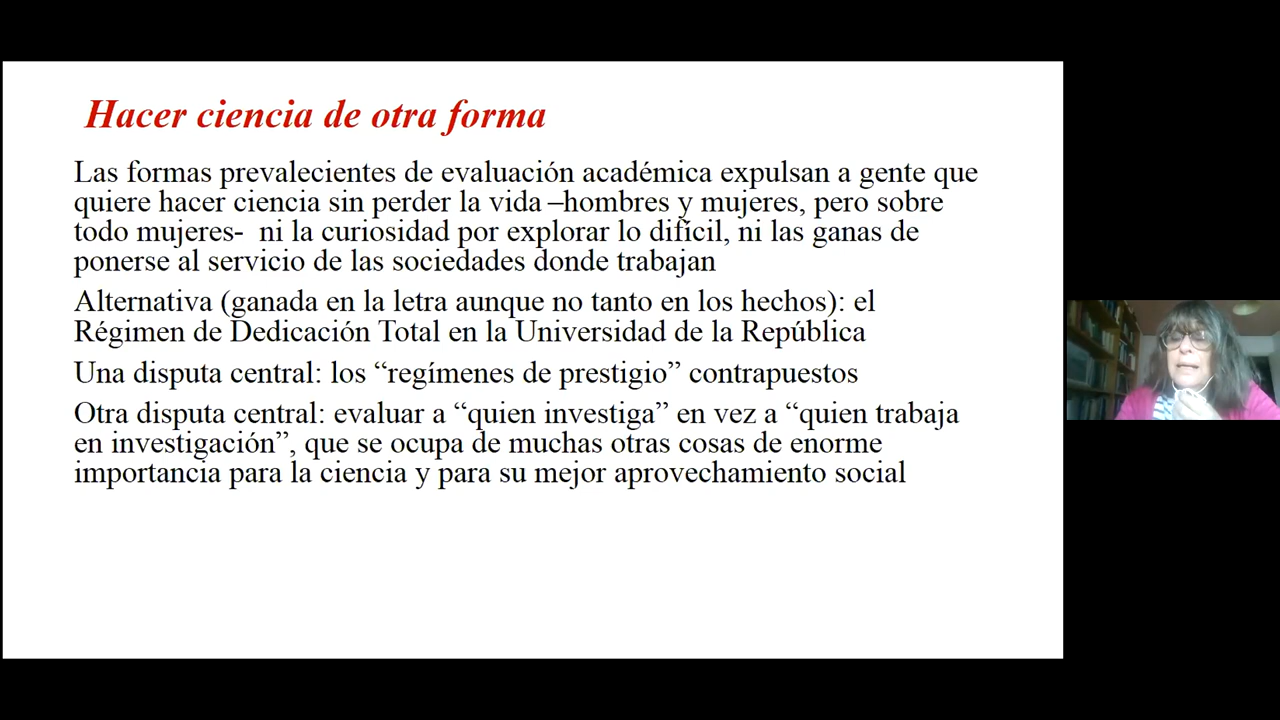 Hacer ciencia de otra forma
Las formas prevalecientes de evaluación académica expulsan a gente que
quiere hacer ciencia sin perder la vida –hombres y mujeres, pero sobre
todo mujeres-  ni la curiosidad por explorar lo difícil, ni las ganas de
ponerse al servicio de las sociedades donde trabajan
Alternativa (ganada en la letra aunque no tanto en los hechos): el
Régimen de Dedicación Total en la Universidad de la República
Una disputa central: los “regímenes de prestigio” contrapuestos
Otra disputa central: evaluar a “quien investiga” en vez a “quien trabaja
en investigación”, que se ocupa de muchas otras cosas de enorme
importancia para la ciencia y para su mejor aprovechamiento social